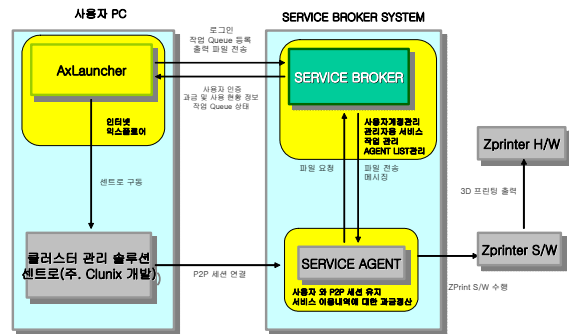 사용자 PC
SERVICE BROKER SYSTEM
로그인
작업 Queue 등록
출력 파일 전송
AxLauncher
SERVICE BROKER
사용자 인증
과금 및 사용 현황 정보
작업 Queue 상태
인터넷
익스플로어
사용자계정관리
관리자용 서비스
작업 관리
AGENT LIST관리
Zprinter H/W
센트로 구동
파일 요청
파일 전송
메시징
3D 프린팅 출력
클러스터 관리 솔루션
센트로(주. Clunix 개발)
)
P2P 세션 연결
SERVICE AGENT
Zprinter S/W
사용자 와 P2P 세션 유지
서비스 이용내역에 대한 과금정산
ZPrint S/W 수행